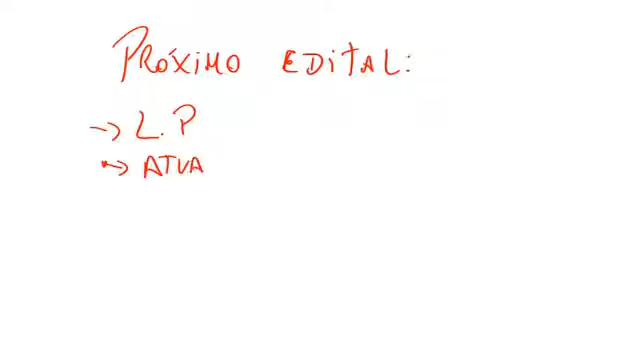 PRÓXIMO EDITAL:
→ L.P
→ ATUA